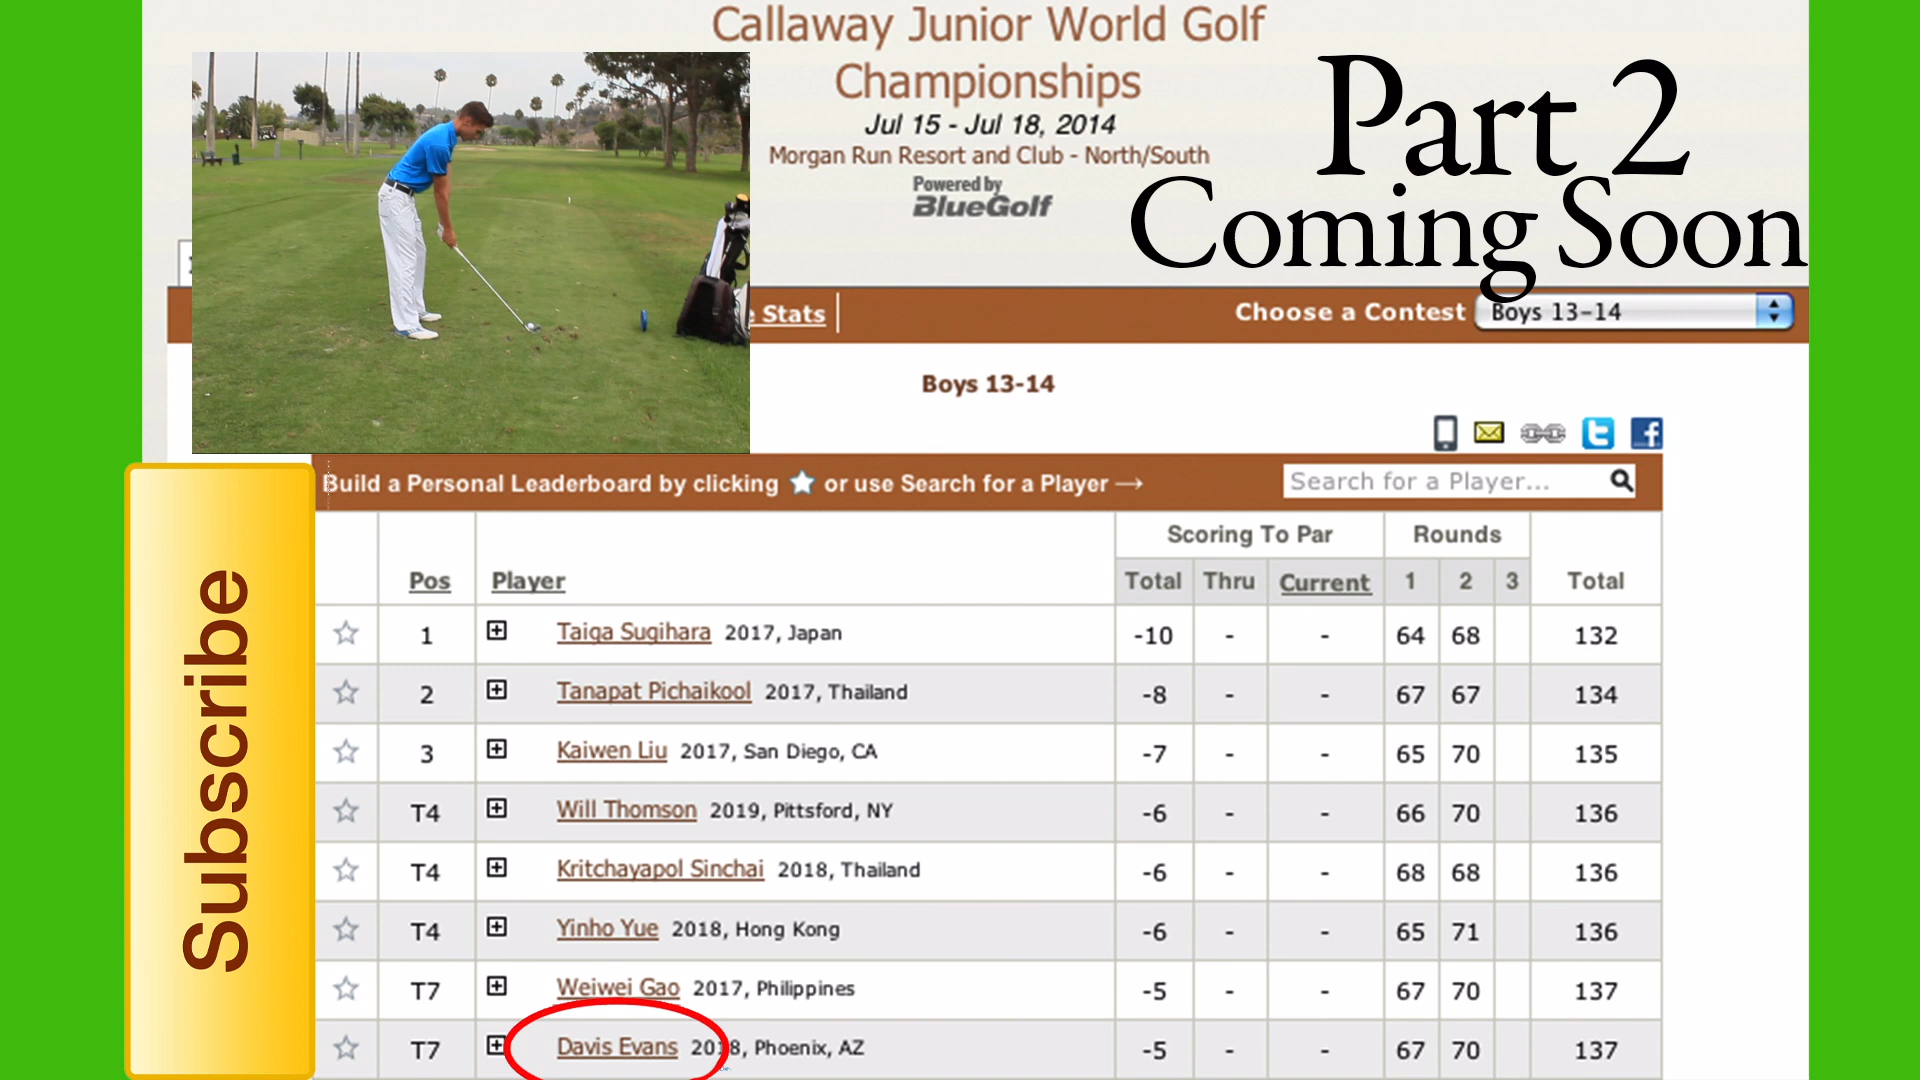 Callaway Junior World Golf
Championships
Jul 15 - Jul 18, 2014
Morgan Run Resort and Club - North/South
Powered by
BlueGolf
Part 2
Coming Soon
Stats
Choose a Contest Boys 13-14
Boys 13-14
Build a Personal Leaderboard by clicking or use Search for a Player → Search for a Player...
Scoring To Par Rounds
Pos Player Total Thru Current 1 2 3 Total
1 Taiga Sugihara 2017, Japan -10 - - 64 68 132
2 Tanapat Pichaikool 2017, Thailand -8 - - 67 67 134
3 Kaiwen Liu 2017, San Diego, CA -7 - - 65 70 135
T4 Will Thomson 2019, Pittsford, NY -6 - - 66 70 136
T4 Kritchayapol Sinchai 2018, Thailand -6 - - 68 68 136
T4 Yinho Yue 2018, Hong Kong -6 - - 65 71 136
T7 Weiwei Gao 2017, Philippines -5 - - 67 70 137
T7 Davis Evans 2018, Phoenix, AZ -5 - - 67 70 137
Subscribe